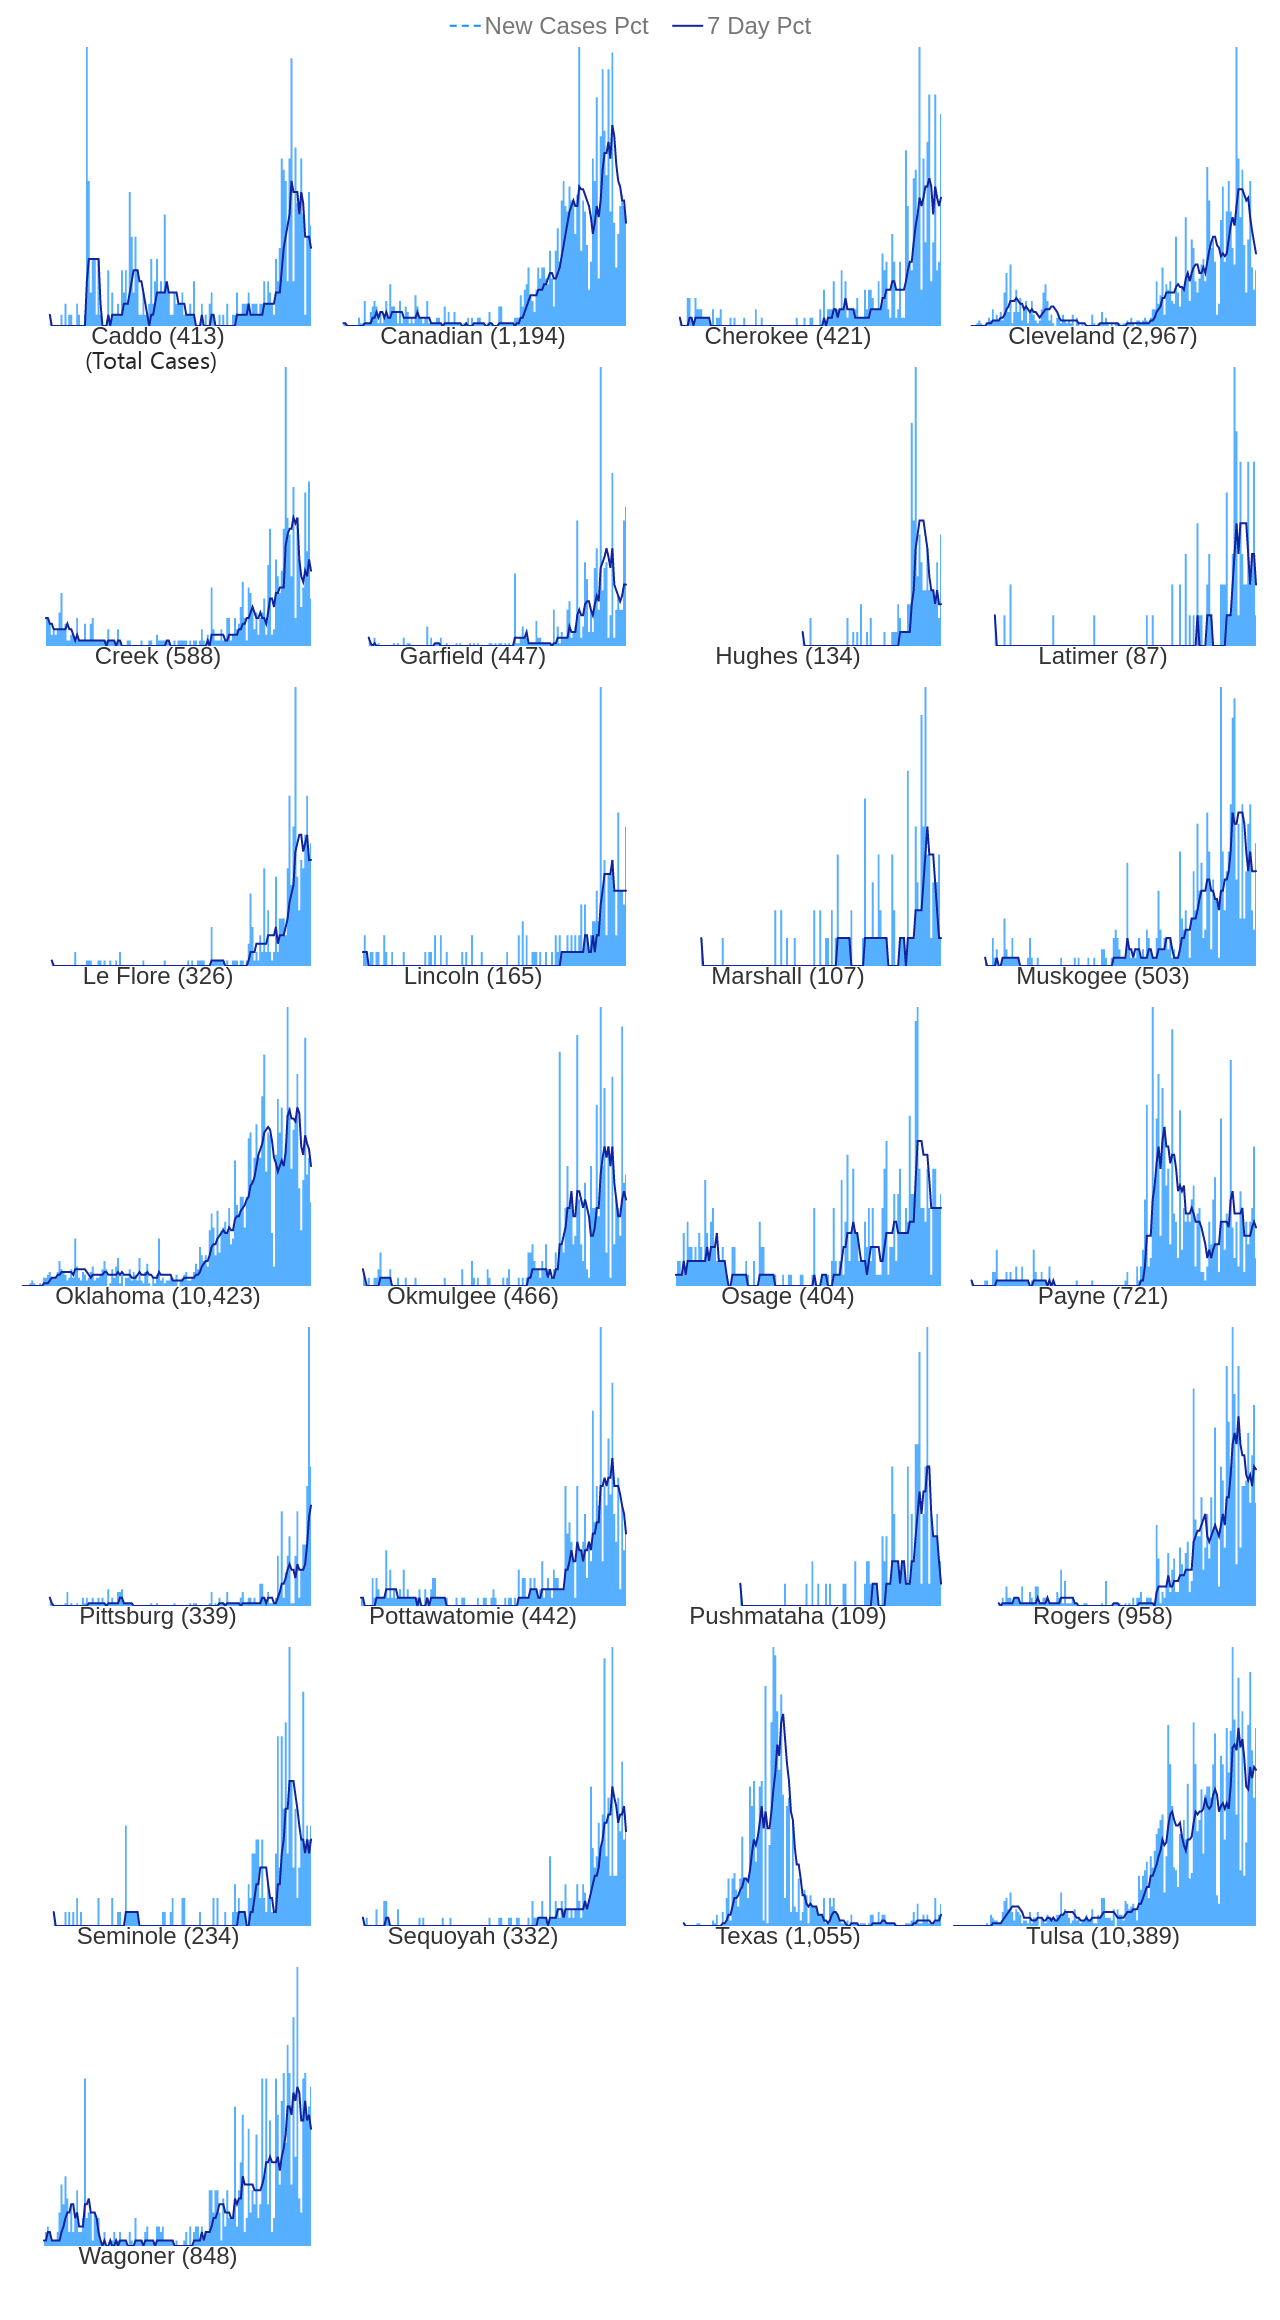 New Cases Pct 7 Day Pct
Caddo (413) Canadian (1,194) Cherokee (421) Cleveland (2,967)
(Total Cases)
Creek (588) Garfield (447) Hughes (134) Latimer (87)
Le Flore (326) Lincoln (165) Marshall (107) Muskogee (503)
Oklahoma (10,423) Okmulgee (466) Osage (404) Payne (721)
Pittsburg (339) Pottawatomie (442) Pushmataha (109) Rogers (958)
Seminole (234) Sequoyah (332) Texas (1,055) Tulsa (10,389)
Wagoner (848)